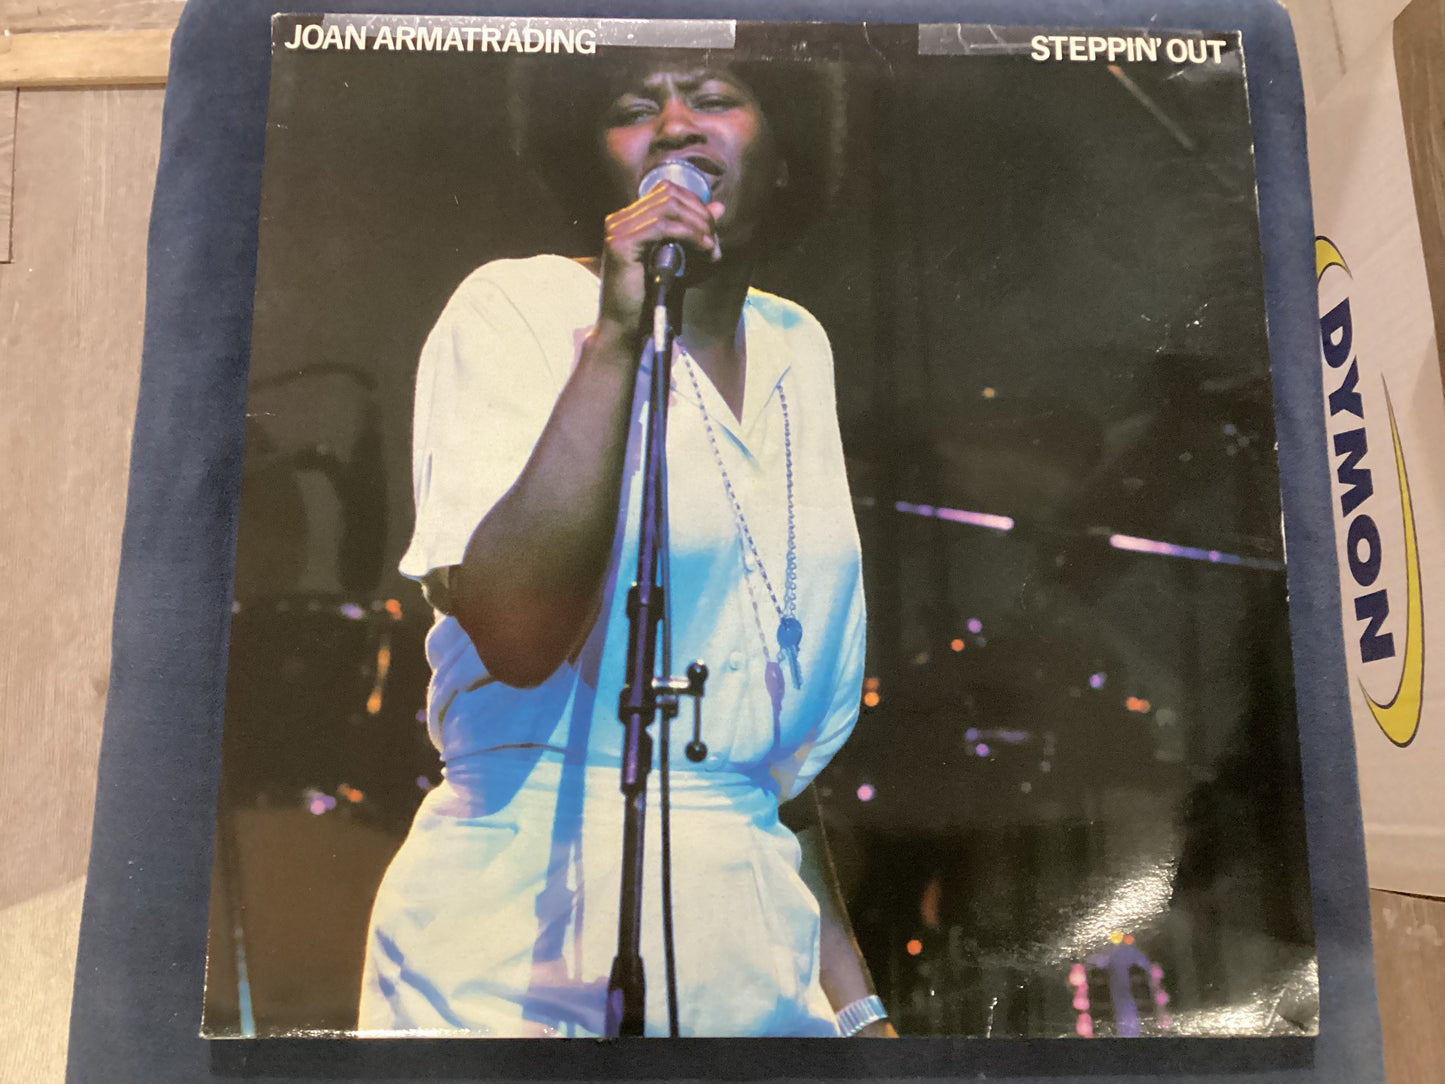 JOAN ARMATRADING
STEPPIN' OUT
DYMON